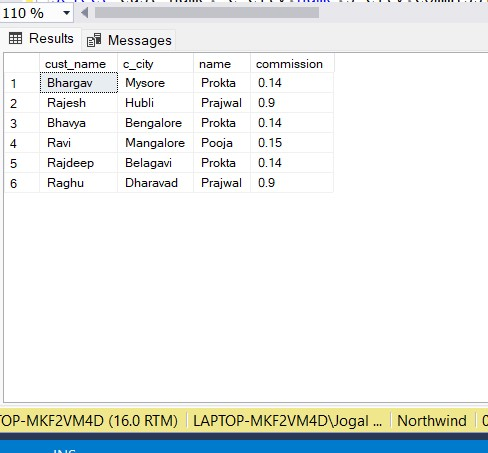 110 %
Results Messages
cust_name c_city name commission
1 Bhargav Mysore Prokta 0.14
2 Rajesh Hubli Prajwal 0.9
3 Bhavya Bengalore Prokta 0.14
4 Ravi Mangalore Pooja 0.15
5 Rajdeep Belagavi Prokta 0.14
6 Raghu Dharavad Prajwal 0.9
TOP-MKF2VM4D (16.0 RTM) LAPTOP-MKF2VM4D\Jogal ... Northwind 0